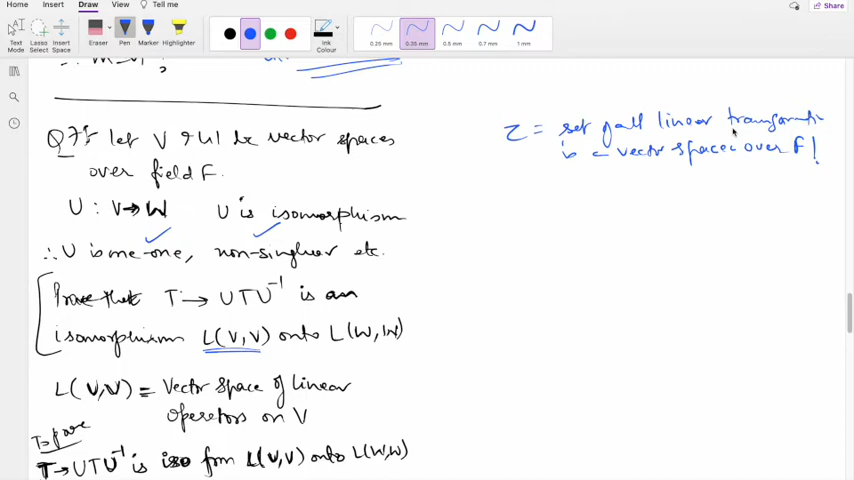 Home Insert Draw View Tell me
Share
Text Mode
Lasso Select
Insert Space
Eraser
Pen
Marker
Highlighter
Ink Colour
0.25 mm
0.35 mm
0.5 mm
0.7 mm
1 mm
Q7:- let V & W be vector spaces
over field F.
U : V → W U is isomorphism
∴ U is one-one, non-singular etc.
Prove that T → UTU⁻¹ is an
isomorphism L(V,V) onto L(W,W)
L(V,V) = Vector space of linear
operators on V
To prove
T → UTU⁻¹ is iso from L(V,V) onto L(W,W)
τ = set of all linear transformati
is a vector spaces over F!